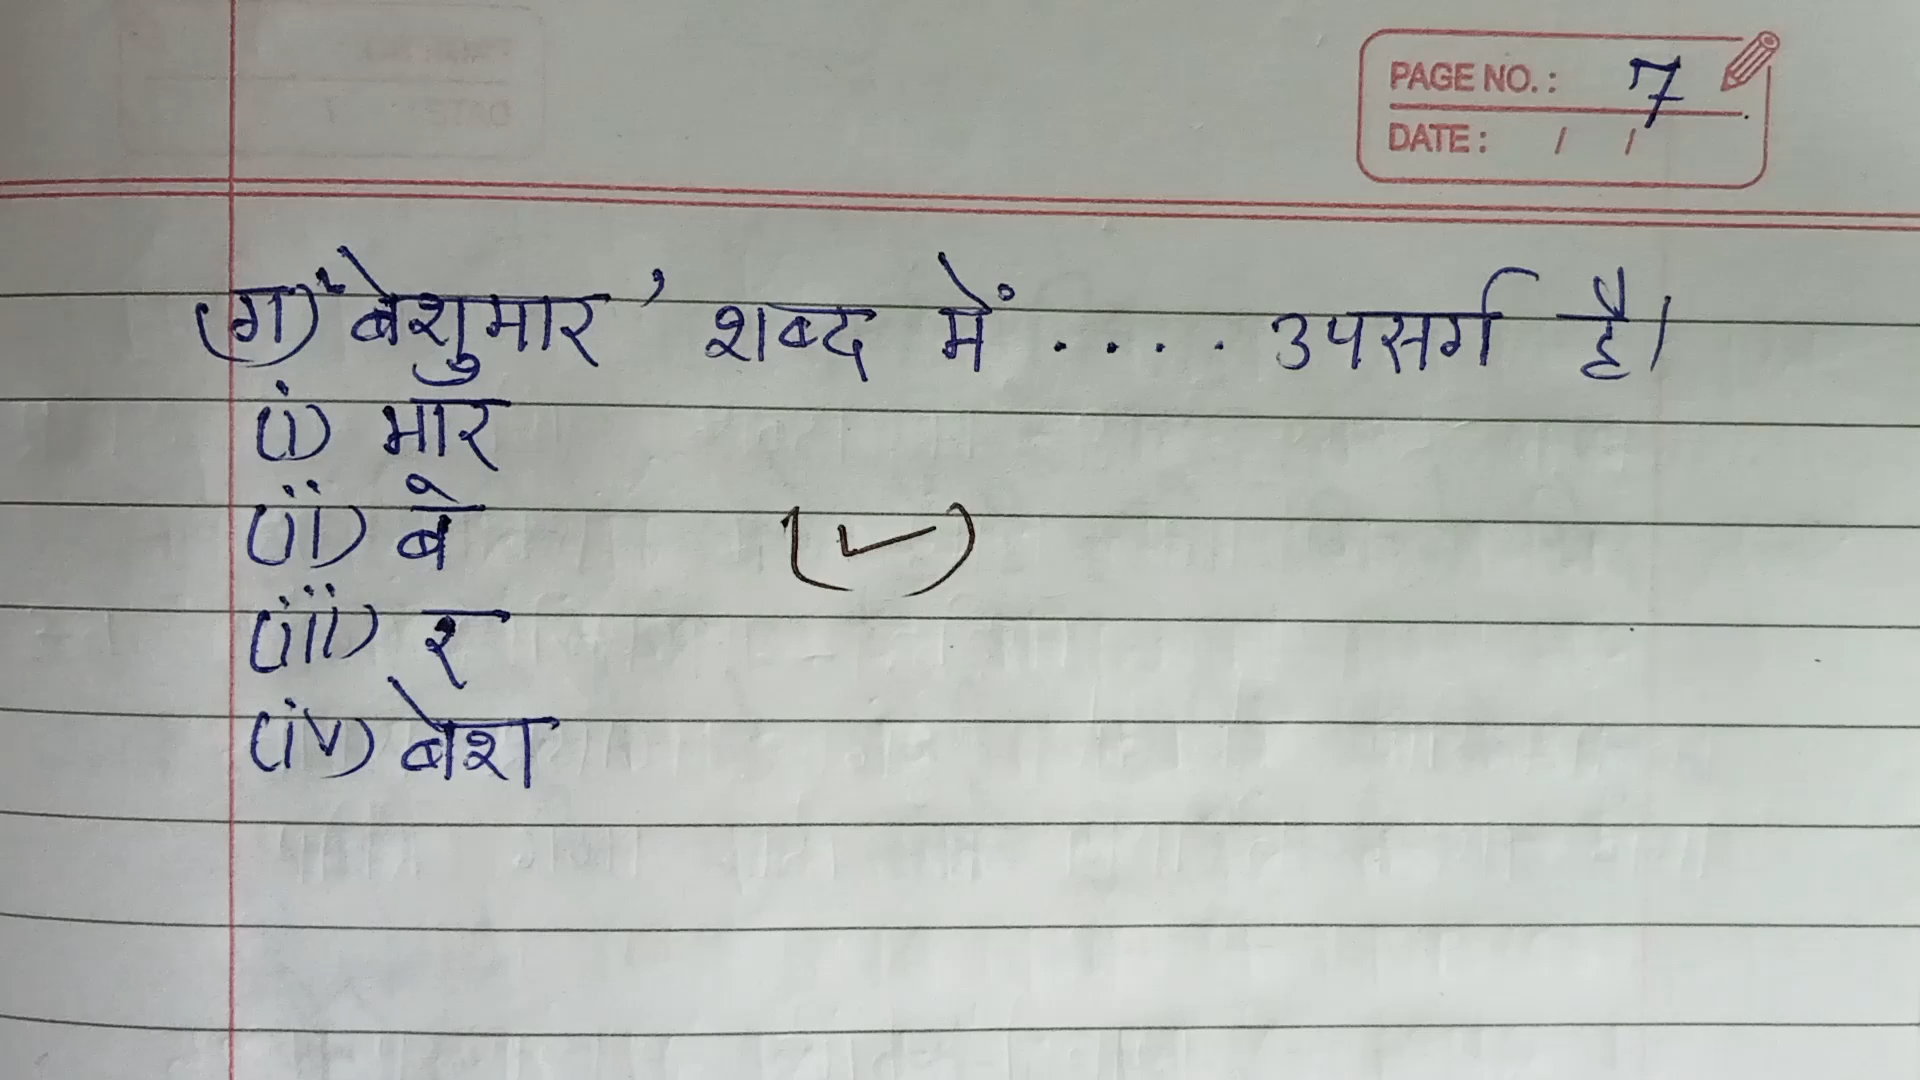 PAGE NO.: 7
DATE: / /
(ग) 'बेशुमार' शब्द में ..... उपसर्ग है।
(i) मार
(ii) बे (✓)
(iii) र
(iv) बेश